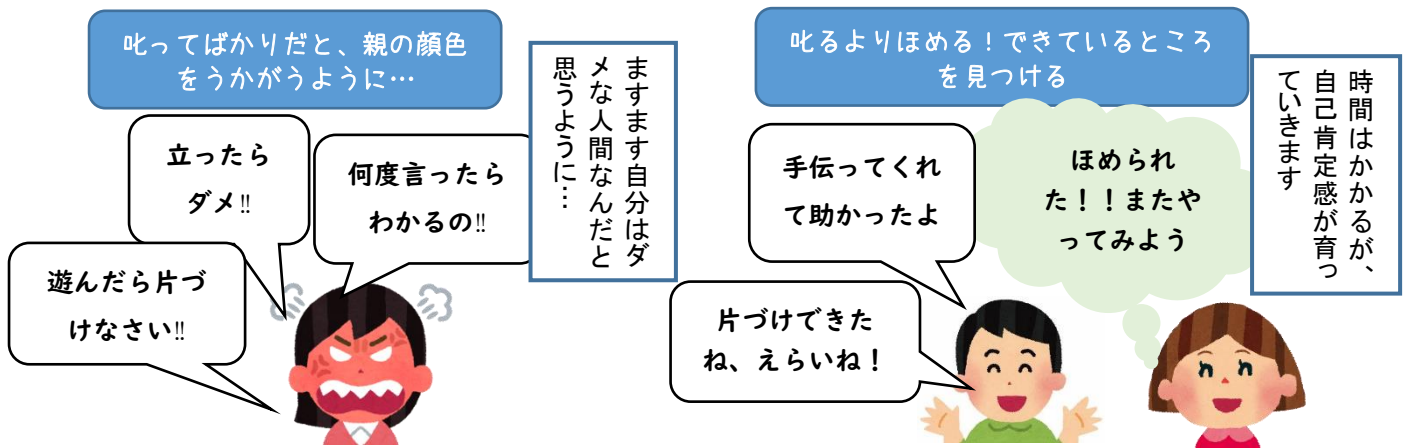 叱ってばかりだと、親の顔色
をうかがうように…
立ったら
ダメ‼
何度言ったら
わかるの‼
遊んだら片づ
けなさい‼
ますます自分はダ
メな人間なんだと
思うように…
叱るよりほめる！できているところ
を見つける
手伝ってくれ
て助かったよ
片づけできた
ね、えらいね！
ほめられ
た！！またや
ってみよう
時間はかかるが、
自己肯定感が育っ
ていきます